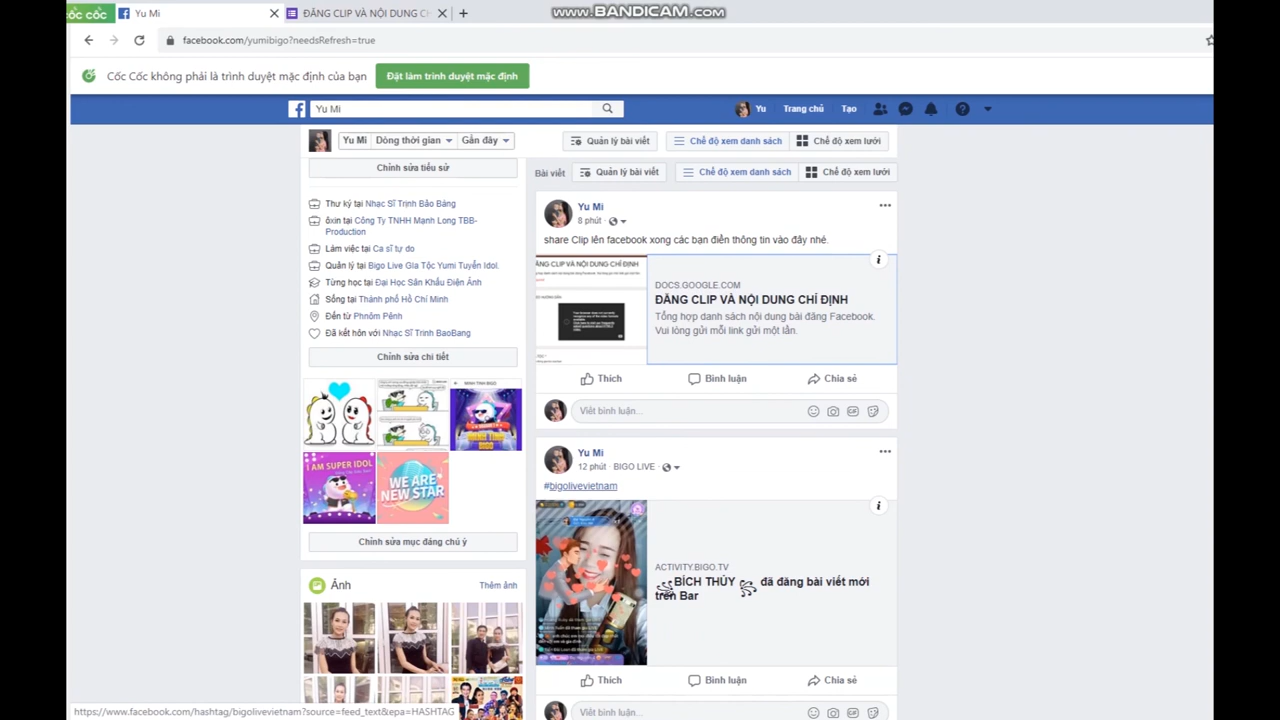 cốc cốc
Yu Mi
ĐĂNG CLIP VÀ NỘI DUNG CH
www.BANDICAM.com
facebook.com/yumibigo?needsRefresh=true
Cốc Cốc không phải là trình duyệt mặc định của bạn
Đặt làm trình duyệt mặc định
Yu Mi
Yu
Trang chủ
Tạo
Yu Mi
Dòng thời gian
Gần đây
Quản lý bài viết
Chế độ xem danh sách
Chế độ xem lưới
Chỉnh sửa tiểu sử
Thư ký tại Nhạc Sĩ Trịnh Bảo Bàng
ôxin tại Công Ty TNHH Mạnh Long TBB-
Production
Làm việc tại Ca sĩ tự do
Quản lý tại Bigo Live Gia Tộc Yumi Tuyển Idol.
Từng học tại Đại Học Sân Khấu Điện Ảnh
Sống tại Thành phố Hồ Chí Minh
Đến từ Phnôm Pênh
Đã kết hôn với Nhạc Sĩ Trinh BaoBang
Chỉnh sửa chi tiết
MINH TINH BIGO
I AM SUPER IDOL
WE ARE
NEW STAR
Chỉnh sửa mục đáng chú ý
Ảnh
Thêm ảnh
Bài viết
Quản lý bài viết
Chế độ xem danh sách
Chế độ xem lưới
Yu Mi
8 phút
share Clip lên facebook xong các bạn điền thông tin vào đây nhé.
ĐĂNG CLIP VÀ NỘI DUNG CHỈ ĐỊNH
DOCS.GOOGLE.COM
ĐĂNG CLIP VÀ NỘI DUNG CHỈ ĐỊNH
Tổng hợp danh sách nội dung bài đăng Facebook.
Vui lòng gửi mỗi link gửi một lần.
Thích
Bình luận
Chia sẻ
Viết bình luận...
Yu Mi
12 phút · BIGO LIVE
#bigolivevietnam
ACTIVITY.BIGO.TV
BÍCH THỦY đã đăng bài viết mới
trên Bar
Thích
Bình luận
Chia sẻ
Viết bình luận...
https://www.facebook.com/hashtag/bigolivevietnam?source=feed_text&epa=HASHTAG